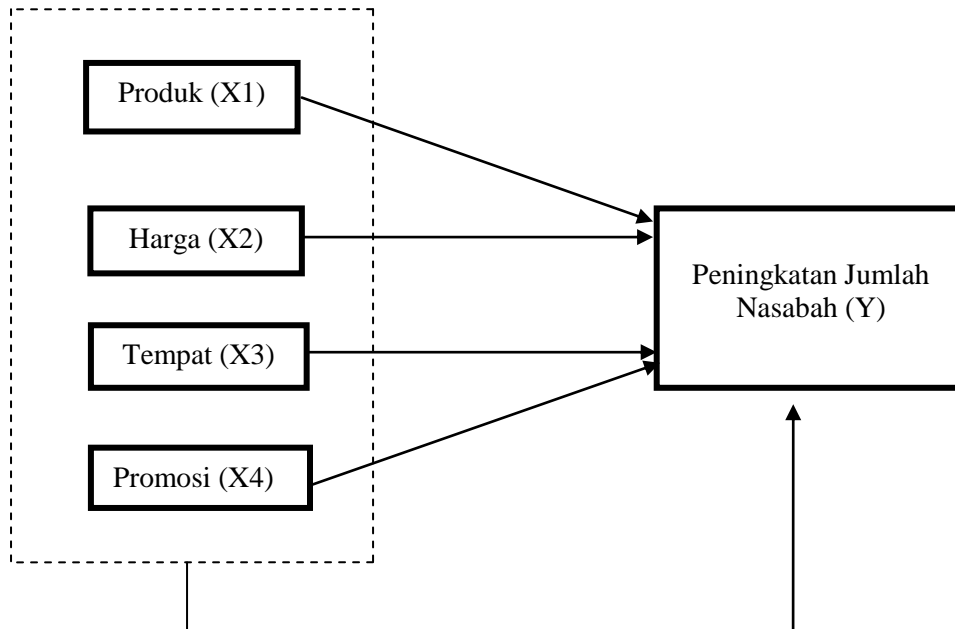 Produk (X1)
Harga (X2)
Tempat (X3)
Promosi (X4)
Peningkatan Jumlah
Nasabah (Y)